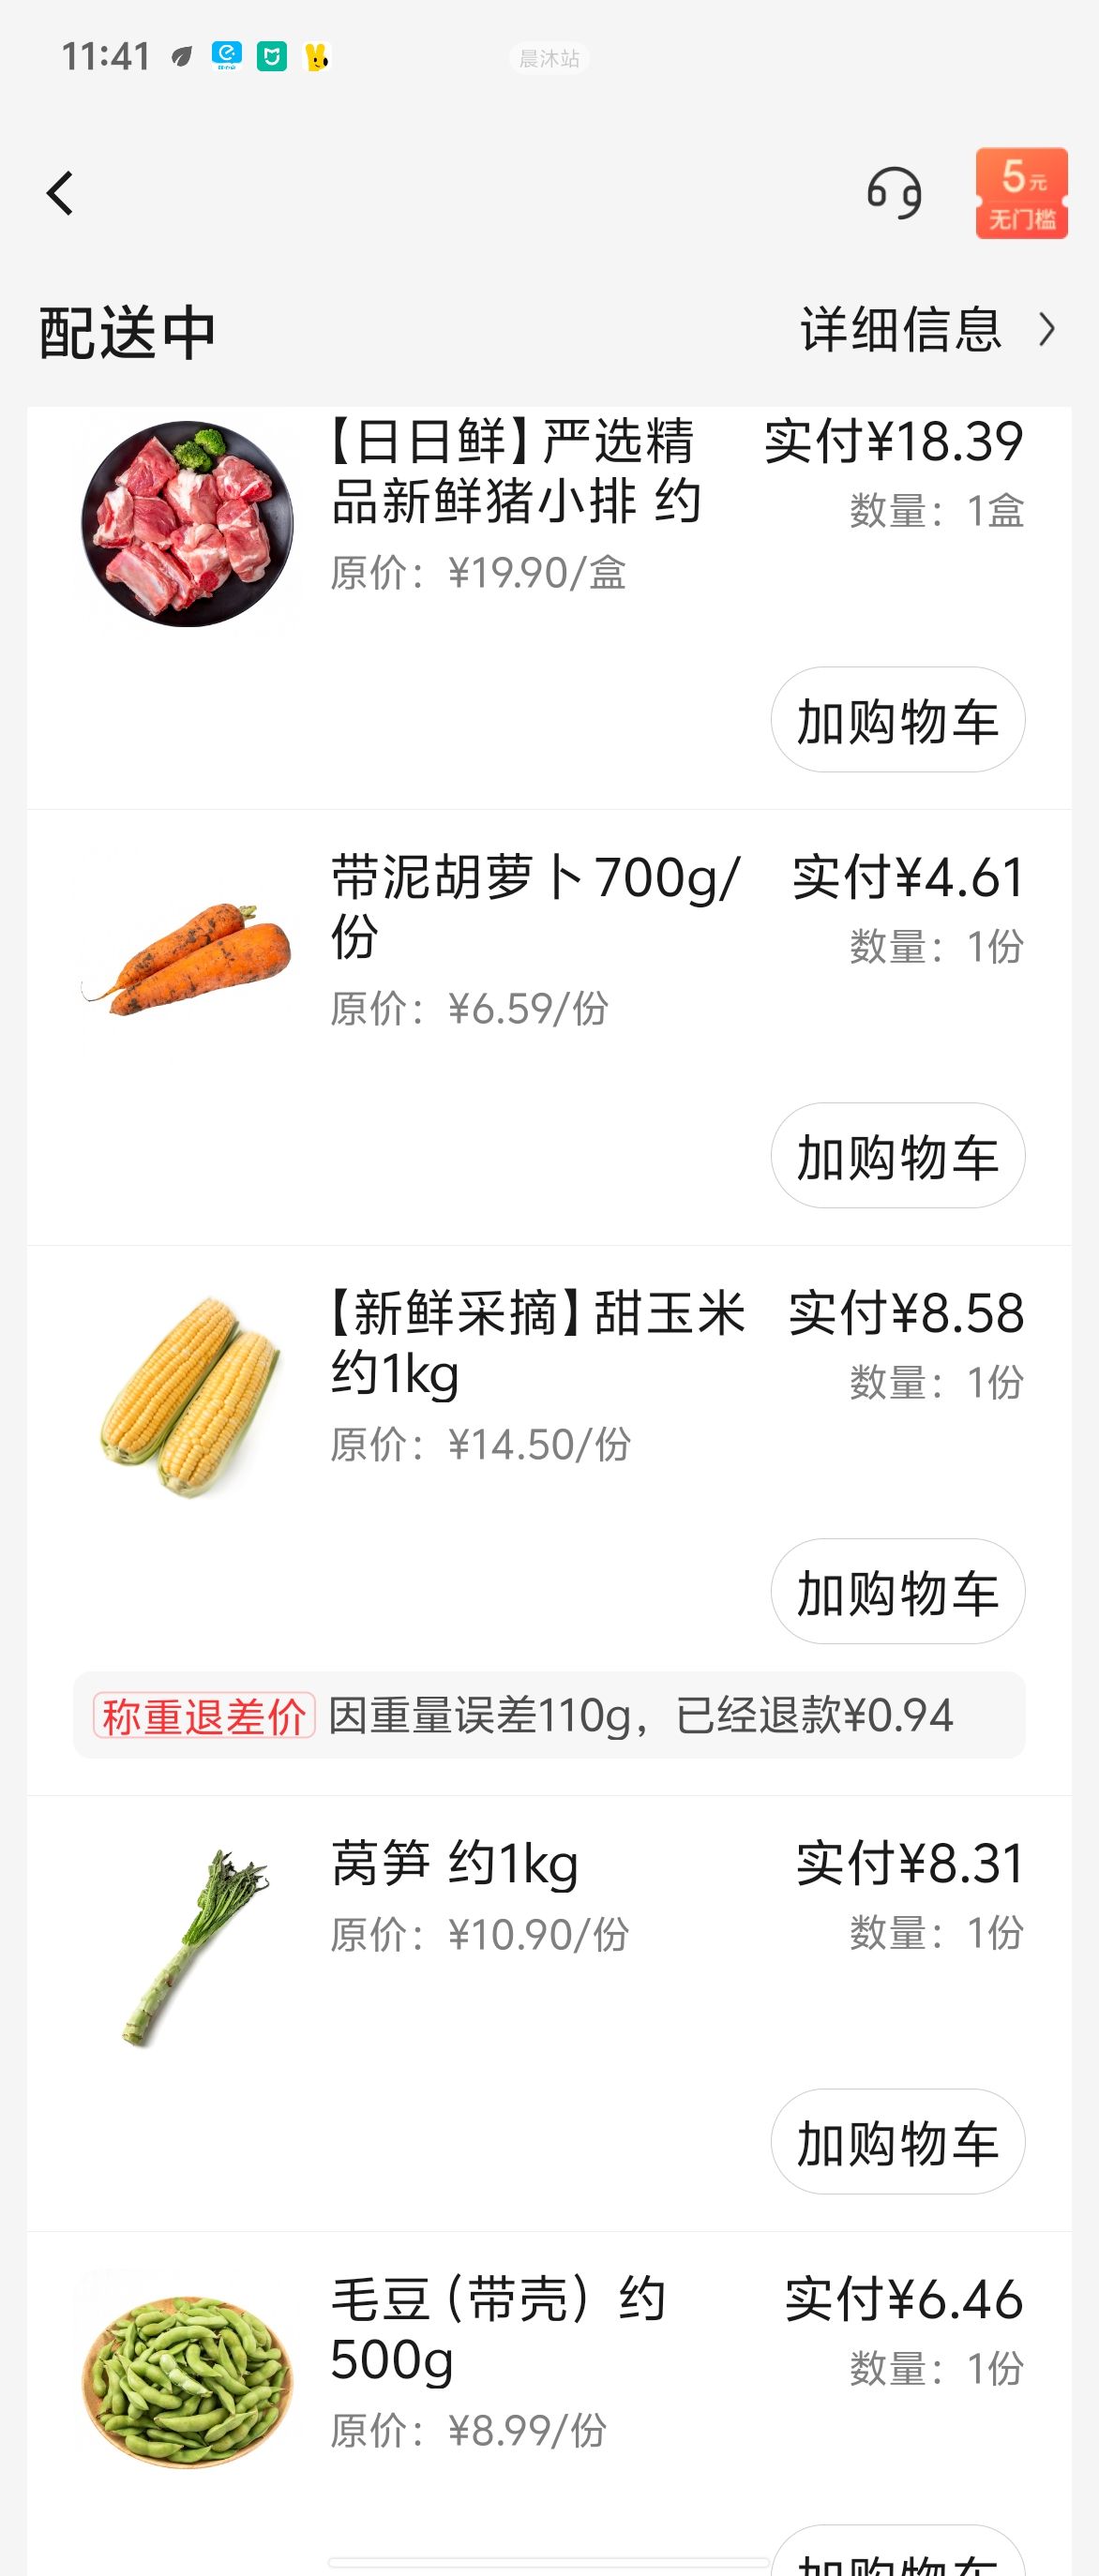 11:41
晨沐站
5元
无门槛
配送中
详细信息
【日日鲜】严选精
品新鲜猪小排 约
实付¥18.39
数量：1盒
原价：¥19.90/盒
加购物车
带泥胡萝卜700g/
份
实付¥4.61
数量：1份
原价：¥6.59/份
加购物车
【新鲜采摘】甜玉米
约1kg
实付¥8.58
数量：1份
原价：¥14.50/份
加购物车
称重退差价 因重量误差110g，已经退款¥0.94
莴笋 约1kg
实付¥8.31
数量：1份
原价：¥10.90/份
加购物车
毛豆（带壳）约
500g
实付¥6.46
数量：1份
原价：¥8.99/份
加购物车